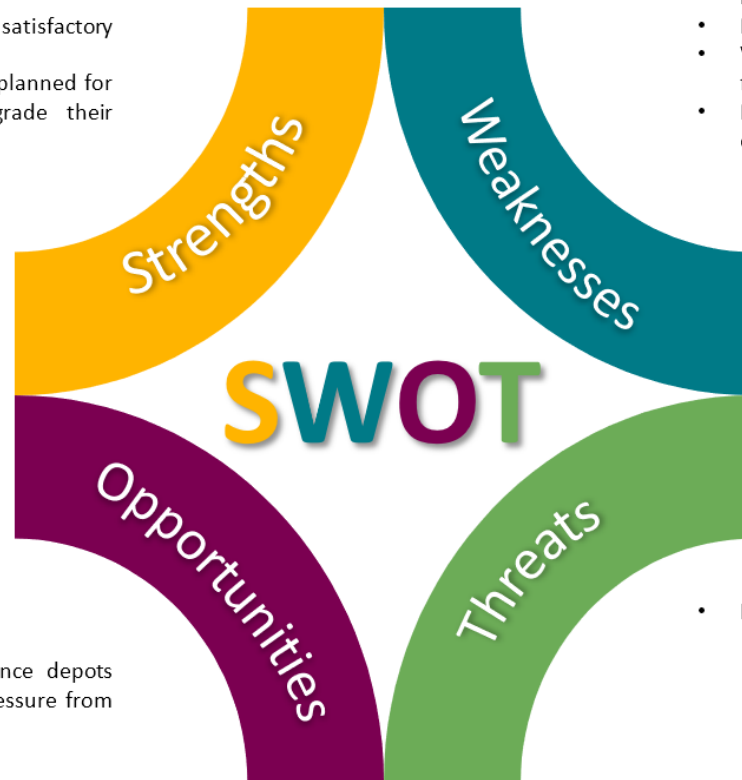 satisfactory
planned for
grade their
Strengths
Weaknesses
SWOT
Opportunities
Threats
nce depots
essure from